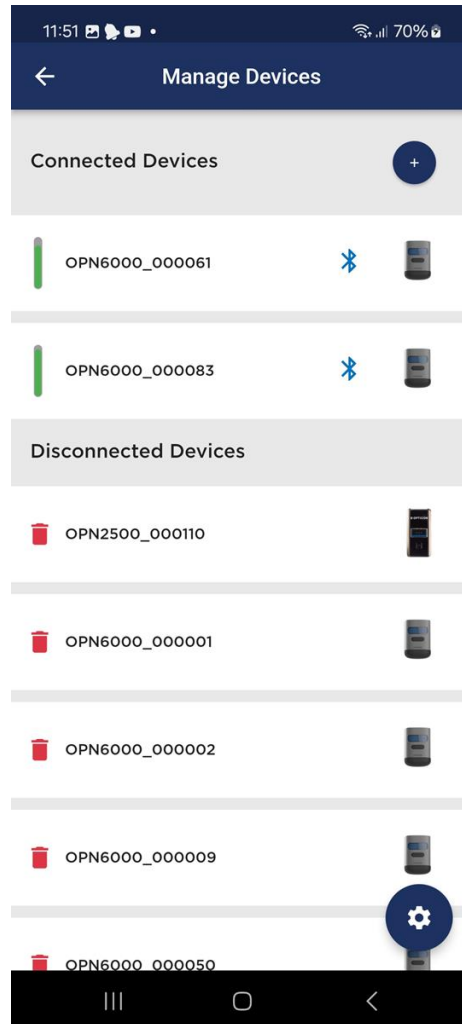 11:51
70%
Manage Devices
Connected Devices
+
OPN6000_000061
OPN6000_000083
Disconnected Devices
OPN2500_000110
OPN6000_000001
OPN6000_000002
OPN6000_000009
OPN6000_000050